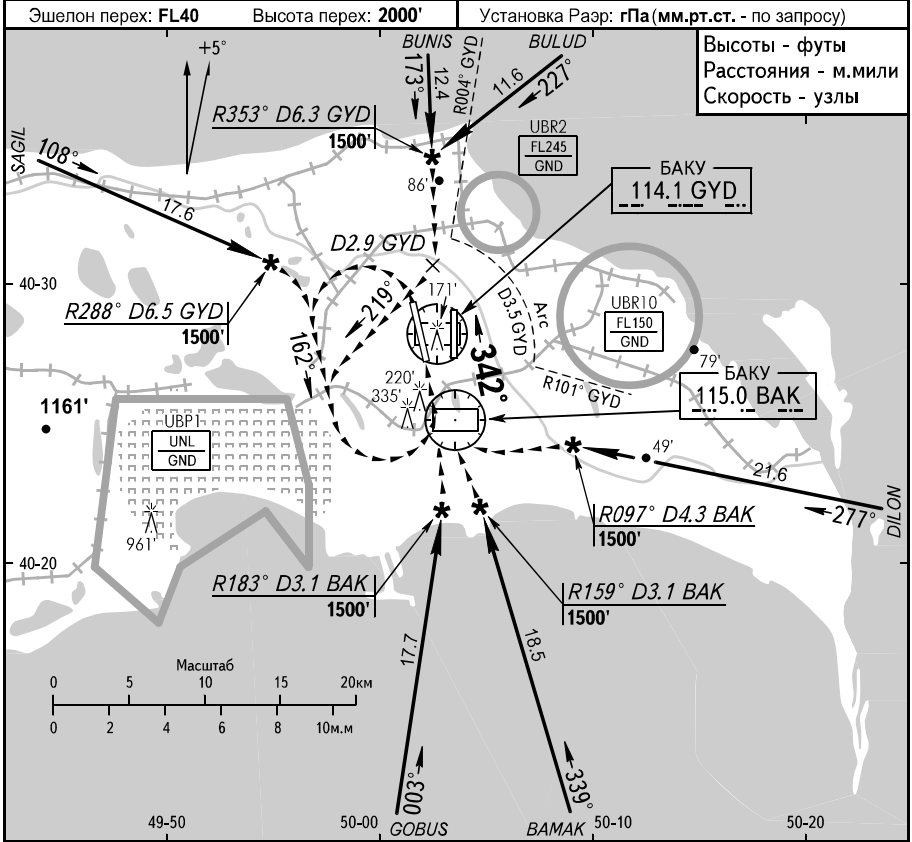 Эшелон перех: FL40 Высота перех: 2000' Установка Раэр: гПа (мм.рт.ст. - по запросу)
Высоты - футы
Расстояния - м.мили
Скорость - узлы
+5°
BUNIS
BULUD
173°
12.4
R004° GYD
11.6
227°
R353° D6.3 GYD
1500'
UBR2
FL245
GND
SAGIL
108°
17.6
86'
БАКУ
114.1 GYD
D2.9 GYD
40-30
R288° D6.5 GYD
1500'
219°
171'
Arc
D3.5 GYD
UBR10
FL150
GND
162°
342°
79'
R101° GYD
220'
335'
БАКУ
115.0 BAK
1161'
UBP1
UNL
GND
49'
21.6
277°
DILON
961'
R097° D4.3 BAK
1500'
40-20
R183° D3.1 BAK
1500'
R159° D3.1 BAK
1500'
17.7
18.5
Масштаб
0 5 10 15 20км
0 2 4 6 8 10м.м
003°
339°
49-50
50-00
GOBUS
BAMAK
50-10
50-20